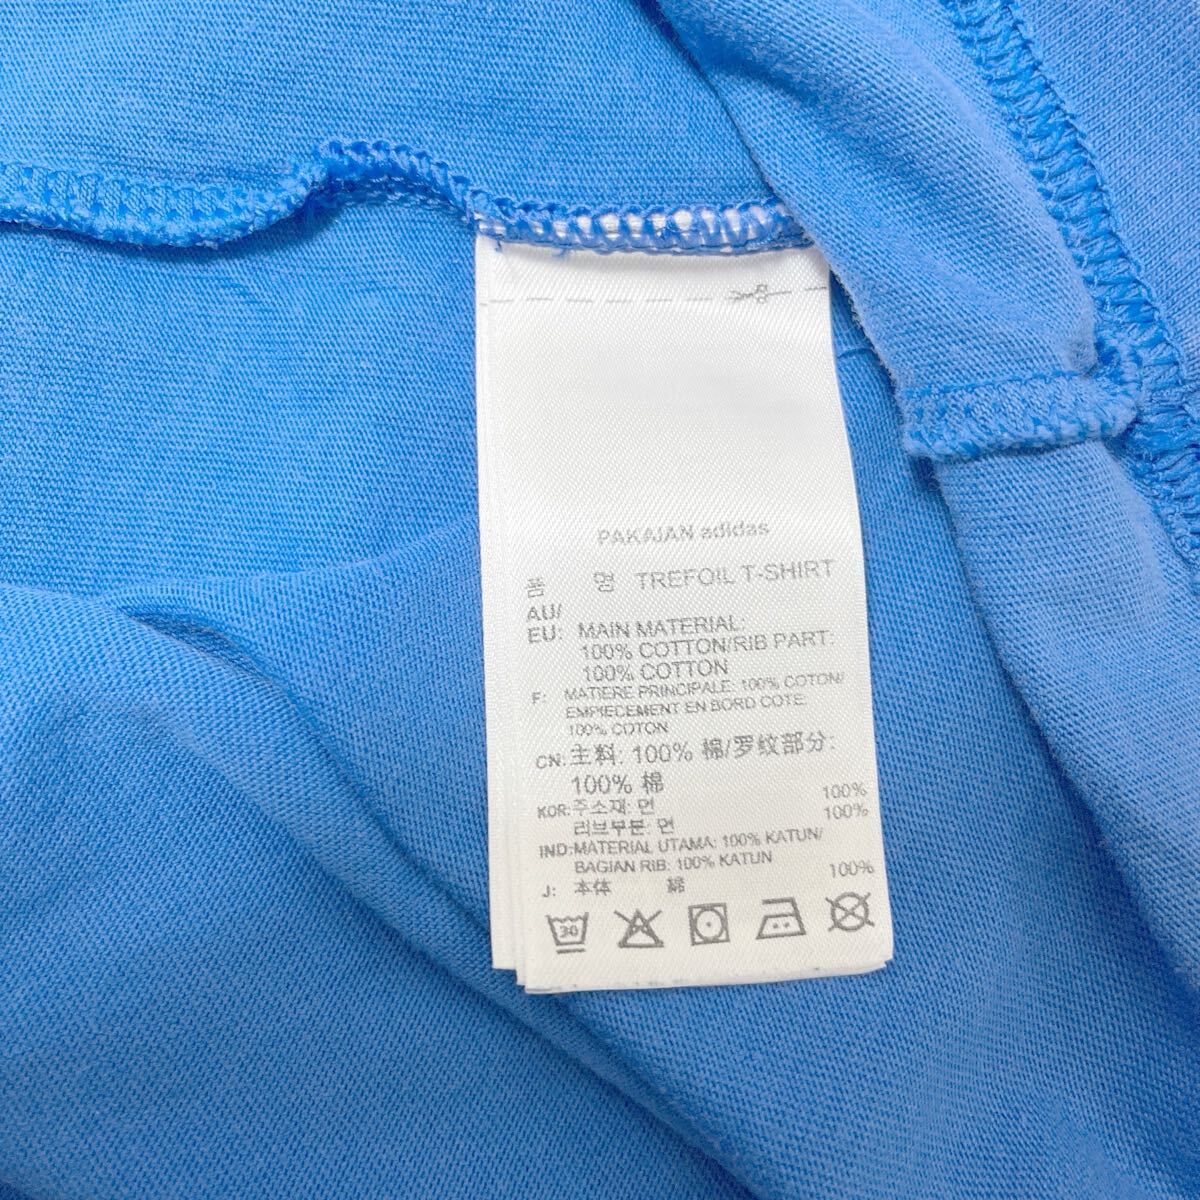 PAKAIAN adidas
품 명 TREFOIL T-SHIRT
AU/
EU: MAIN MATERIAL:
100% COTTON/RIB PART:
100% COTTON
F: MATIERE PRINCIPALE: 100% COTON/
EMPIECEMENT EN BORD COTE:
100% COTON
CN: 主料: 100% 棉/罗纹部分:
100% 棉
KOR: 주소재: 면 100%
리브부분: 면 100%
IND: MATERIAL UTAMA: 100% KATUN/
BAGIAN RIB: 100% KATUN
J: 本体 綿 100%
30